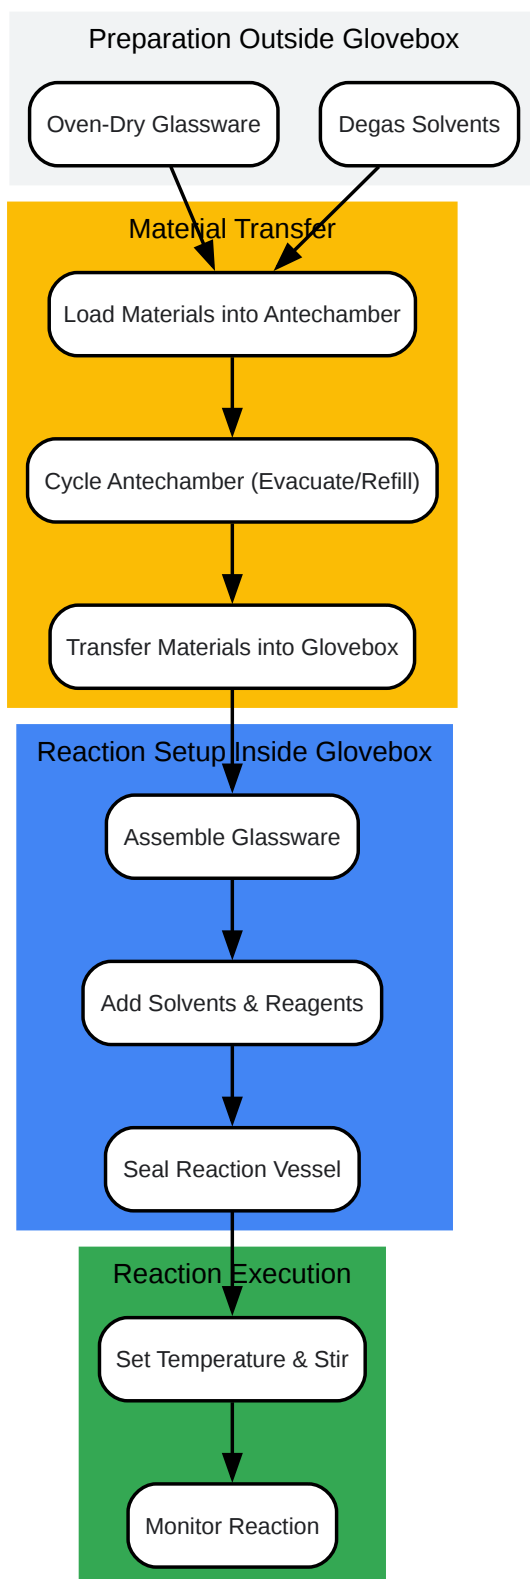 Preparation Outside Glovebox
Oven-Dry Glassware
Degas Solvents
Material Transfer
Load Materials into Antechamber
Cycle Antechamber (Evacuate/Refill)
Transfer Materials into Glovebox
Reaction Setup Inside Glovebox
Assemble Glassware
Add Solvents & Reagents
Seal Reaction Vessel
Reaction Execution
Set Temperature & Stir
Monitor Reaction